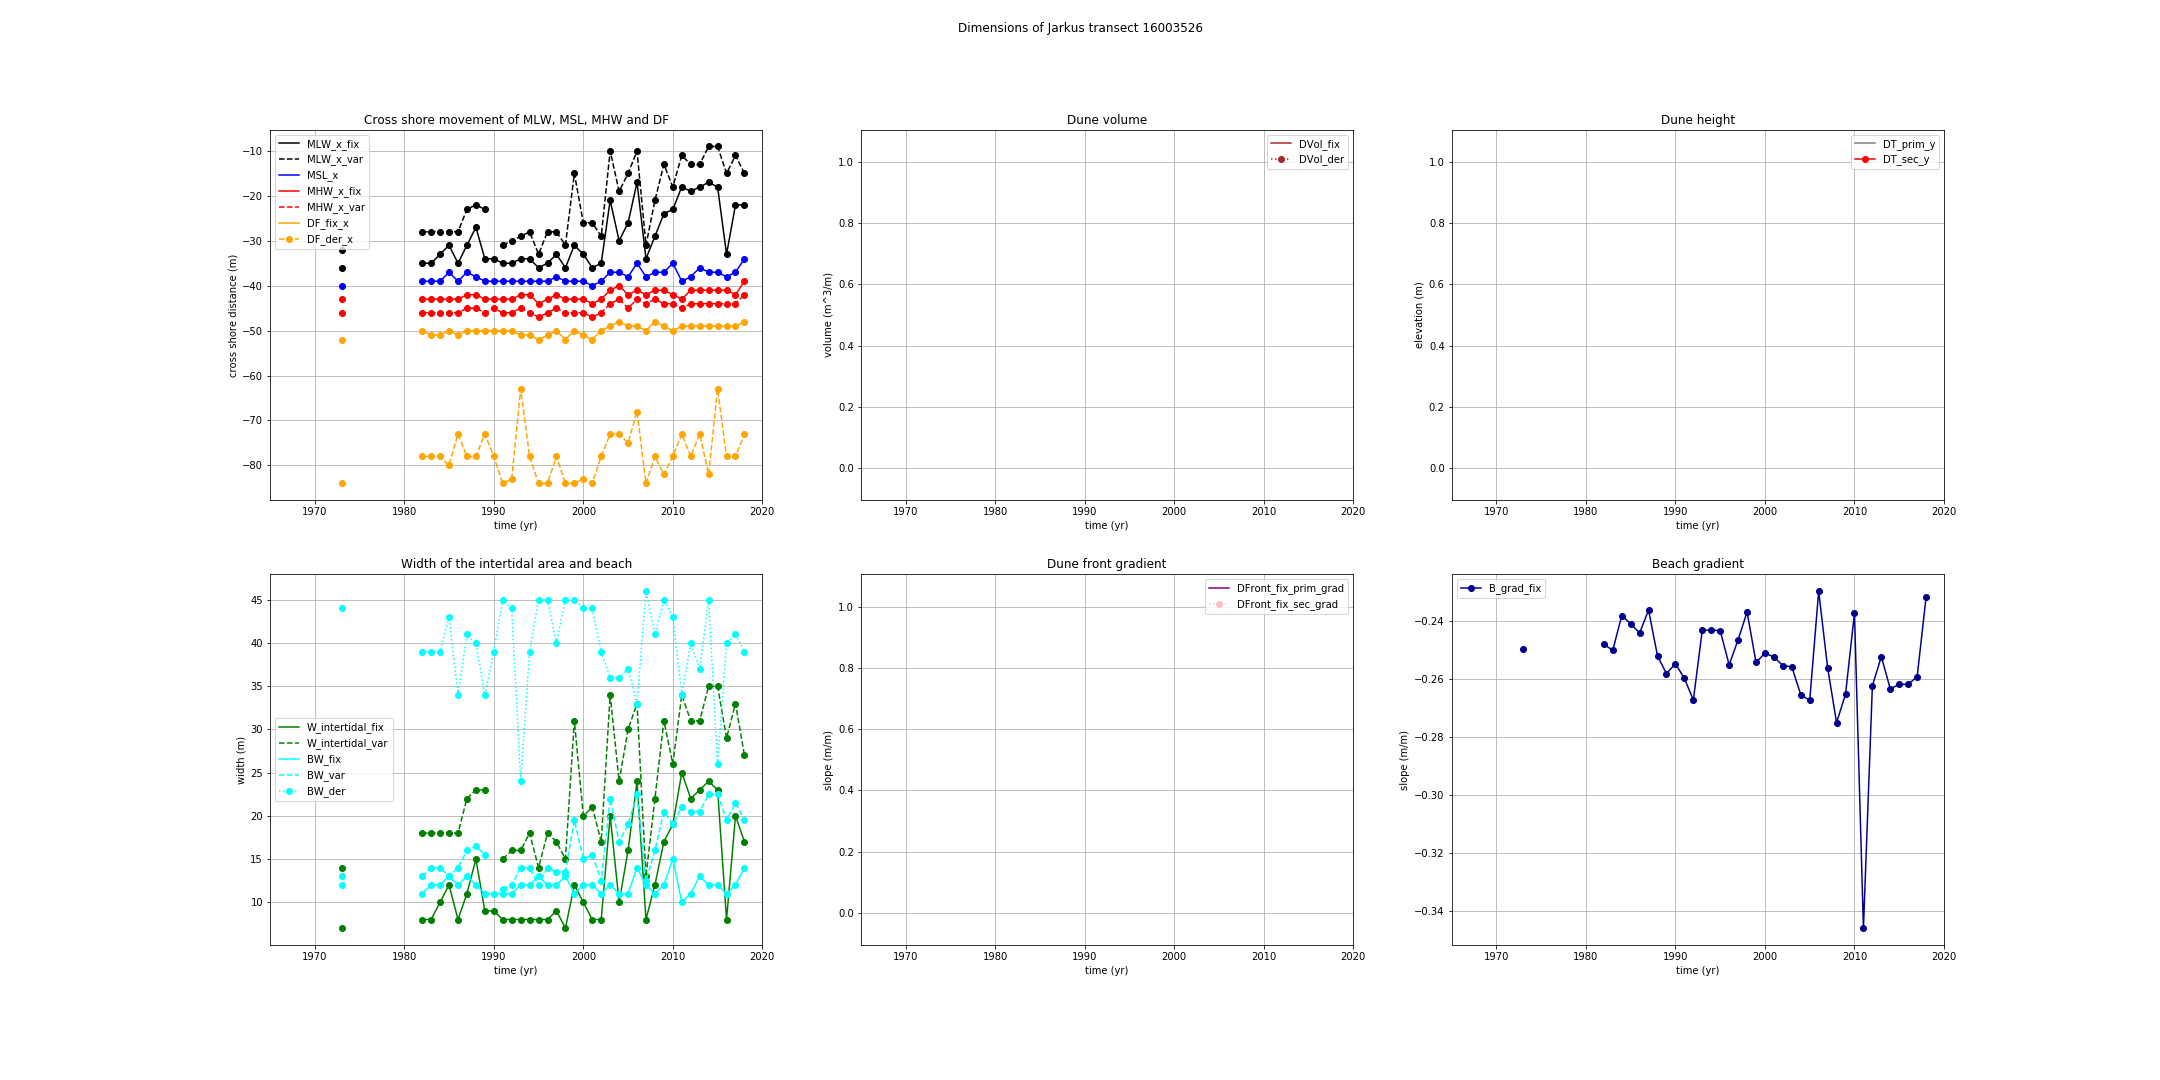 Dimensions of Jarkus transect 16003526
Cross shore movement of MLW, MSL, MHW and DF
MLW_x_fix
MLW_x_var
MSL_x
MHW_x_fix
MHW_x_var
DF_fix_x
DF_der_x
cross shore distance (m)
−10
−20
−30
−40
−50
−60
−70
−80
1970
1980
1990
2000
2010
2020
time (yr)
Dune volume
DVol_fix
DVol_der
volume (m^3/m)
1.0
0.8
0.6
0.4
0.2
0.0
1970
1980
1990
2000
2010
2020
time (yr)
Dune height
DT_prim_y
DT_sec_y
elevation (m)
1.0
0.8
0.6
0.4
0.2
0.0
1970
1980
1990
2000
2010
2020
time (yr)
Width of the intertidal area and beach
W_intertidal_fix
W_intertidal_var
BW_fix
BW_var
BW_der
width (m)
45
40
35
30
25
20
15
10
1970
1980
1990
2000
2010
2020
time (yr)
Dune front gradient
DFront_fix_prim_grad
DFront_fix_sec_grad
slope (m/m)
1.0
0.8
0.6
0.4
0.2
0.0
1970
1980
1990
2000
2010
2020
time (yr)
Beach gradient
B_grad_fix
slope (m/m)
−0.24
−0.26
−0.28
−0.30
−0.32
−0.34
1970
1980
1990
2000
2010
2020
time (yr)